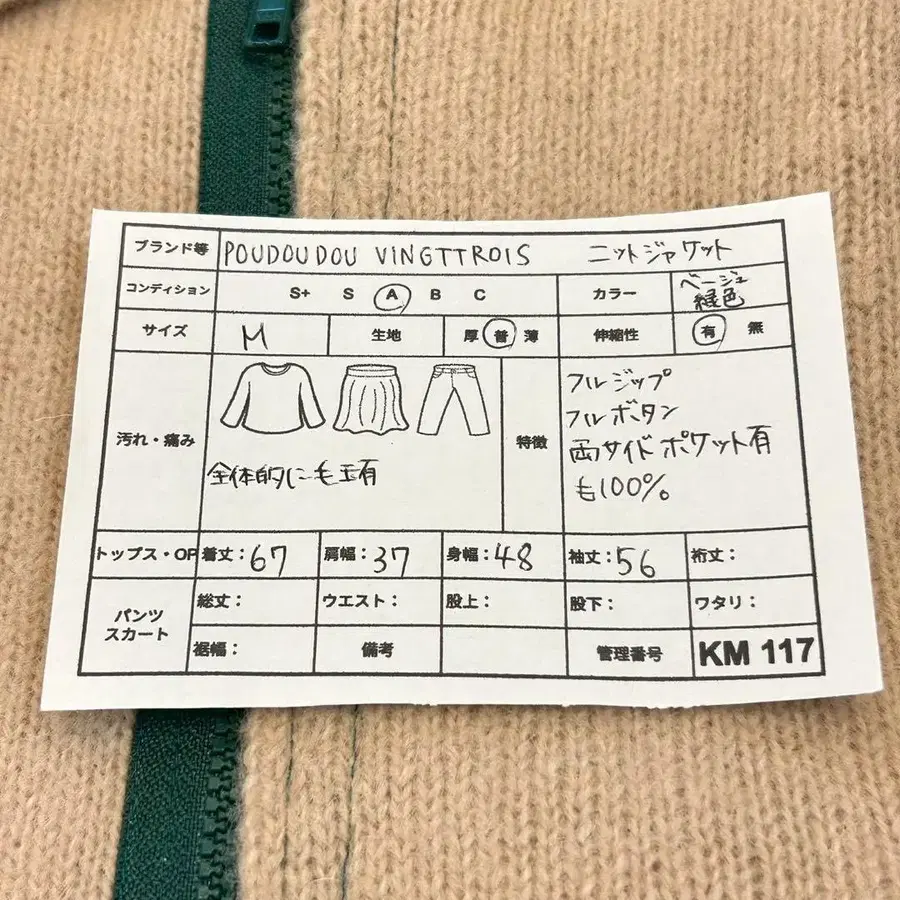 ブランド等 POUDOUDOU VINGTTROIS ニットジャケット
コンディション S+ S A B C カラー ベージュ 緑色
サイズ M 生地 厚 普 薄 伸縮性 有 無
汚れ・痛み 全体的に毛玉有
特徴 フルジップ
フルボタン
両サイドポケット有
毛100%
トップス・OP 着丈:67 肩幅:37 身幅:48 袖丈:56 裄丈:
パンツ スカート 総丈: ウエスト: 股上: 股下: ワタリ:
裾幅: 備考 管理番号 KM 117